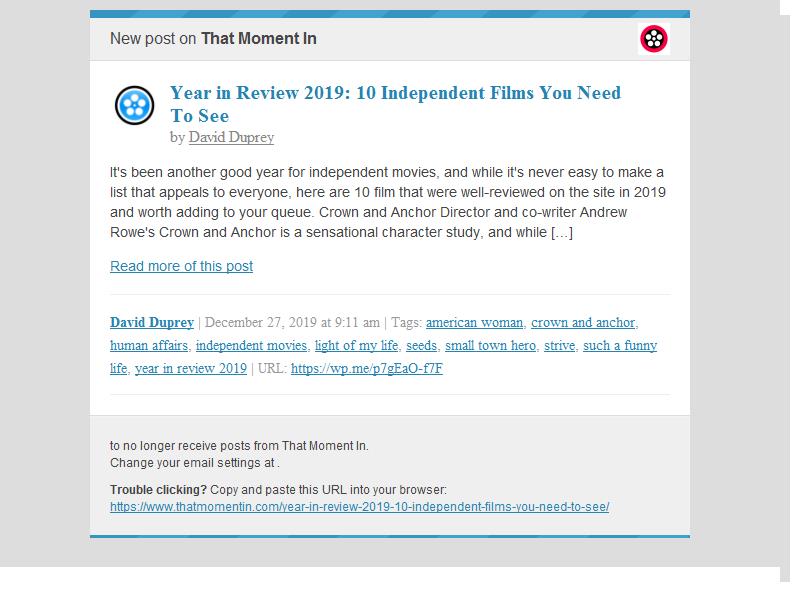 New post on That Moment In
Year in Review 2019: 10 Independent Films You Need
To See
by David Duprey
It's been another good year for independent movies, and while it's never easy to make a
list that appeals to everyone, here are 10 film that were well-reviewed on the site in 2019
and worth adding to your queue. Crown and Anchor Director and co-writer Andrew
Rowe's Crown and Anchor is a sensational character study, and while […]
Read more of this post
David Duprey | December 27, 2019 at 9:11 am | Tags: american woman, crown and anchor,
human affairs, independent movies, light of my life, seeds, small town hero, strive, such a funny
life, year in review 2019 | URL: https://wp.me/p7gEaO-f7F
to no longer receive posts from That Moment In.
Change your email settings at .
Trouble clicking? Copy and paste this URL into your browser:
https://www.thatmomentin.com/year-in-review-2019-10-independent-films-you-need-to-see/